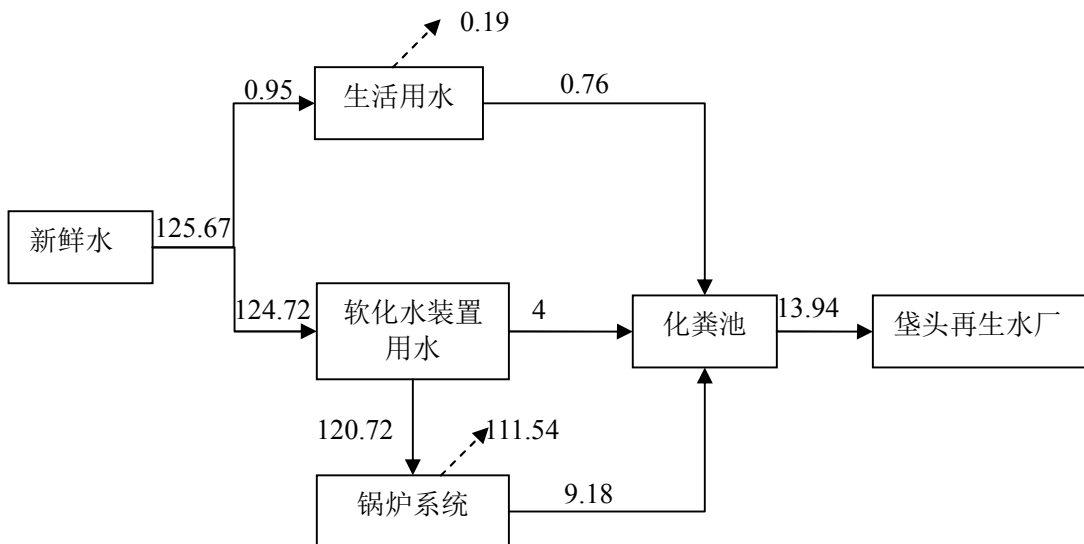 0.19
0.95
生活用水
0.76
新鲜水
125.67
124.72
软化水装置
用水
4
化粪池
13.94
垡头再生水厂
120.72
111.54
锅炉系统
9.18